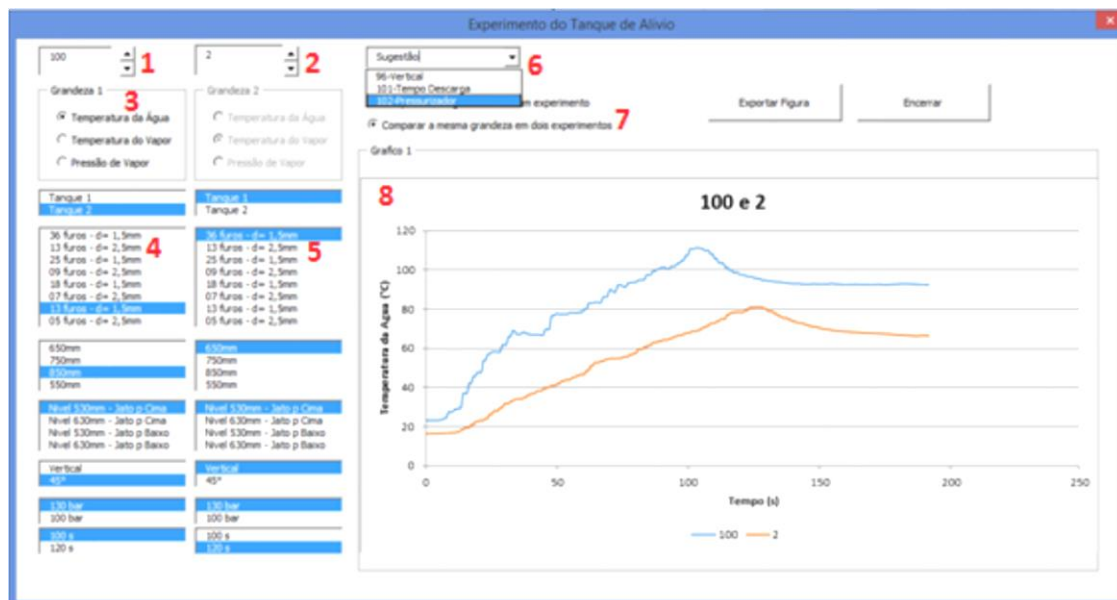 Experimento do Tanque de Alivio
100
1
2
2
Sugestão
6
96-Vertical
101-Tempo Descarga
102-Pressurizador
m experimento
Comparar a mesma grandeza em dois experimentos
7
Exportar Figura
Encerrar
Grandeza 1
3
Temperatura da Água
Temperatura do Vapor
Pressão de Vapor
Grandeza 2
Temperatura da Água
Temperatura do Vapor
Pressão de Vapor
Tanque 1
Tanque 2
Tanque 1
Tanque 2
4
36 furos - d= 1,5mm
13 furos - d= 2,5mm
25 furos - d= 1,5mm
09 furos - d= 2,5mm
18 furos - d= 1,5mm
07 furos - d= 2,5mm
13 furos - d= 1,5mm
05 furos - d= 2,5mm
5
36 furos - d= 1,5mm
13 furos - d= 2,5mm
25 furos - d= 1,5mm
09 furos - d= 2,5mm
18 furos - d= 1,5mm
07 furos - d= 2,5mm
13 furos - d= 1,5mm
05 furos - d= 2,5mm
650mm
750mm
850mm
550mm
650mm
750mm
850mm
550mm
Nivel 530mm - Jato p Cima
Nivel 630mm - Jato p Cima
Nivel 530mm - Jato p Baixo
Nivel 630mm - Jato p Baixo
Nivel 530mm - Jato p Cima
Nivel 630mm - Jato p Cima
Nivel 530mm - Jato p Baixo
Nivel 630mm - Jato p Baixo
Vertical
45°
Vertical
45°
130 bar
100 bar
130 bar
100 bar
100 s
120 s
100 s
120 s
Grafico 1
8
100 e 2
Temperatura da Água (°C)
120
100
80
60
40
20
0
0
50
100
150
200
250
Tempo (s)
100
2